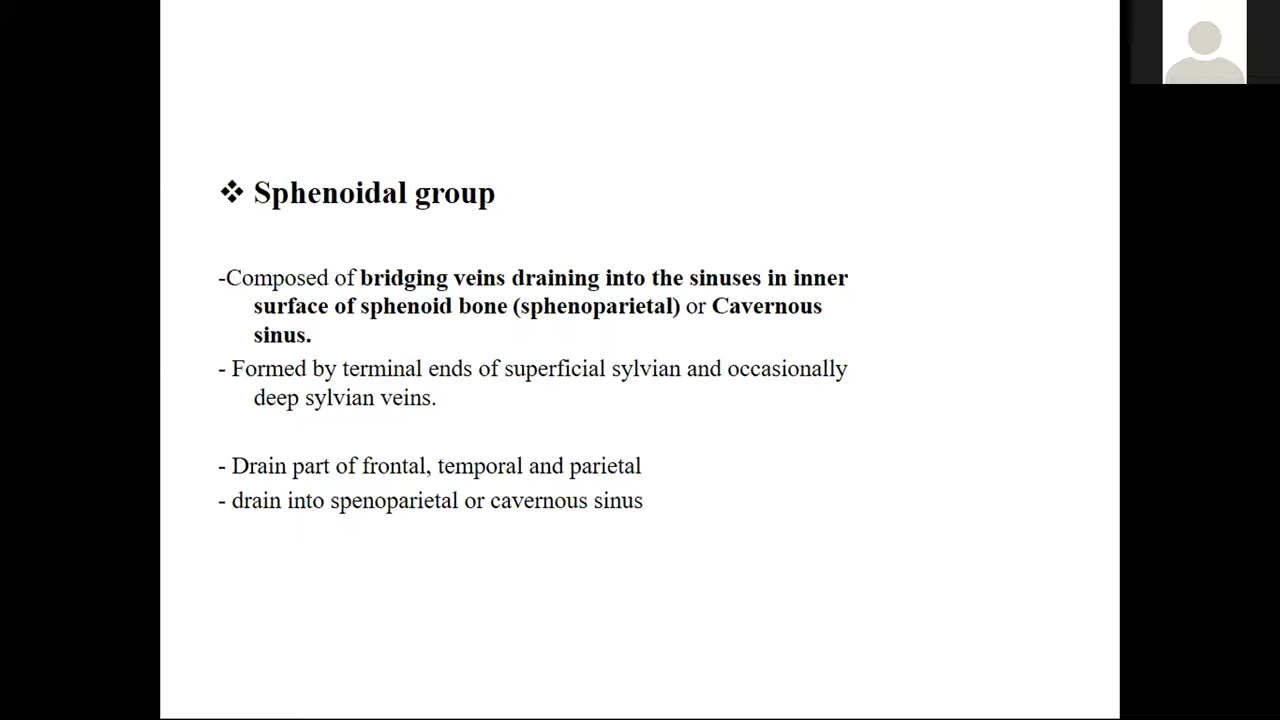 ❖ Sphenoidal group
-Composed of bridging veins draining into the sinuses in inner
surface of sphenoid bone (sphenoparietal) or Cavernous
sinus.
- Formed by terminal ends of superficial sylvian and occasionally
deep sylvian veins.
- Drain part of frontal, temporal and parietal
- drain into spenoparietal or cavernous sinus